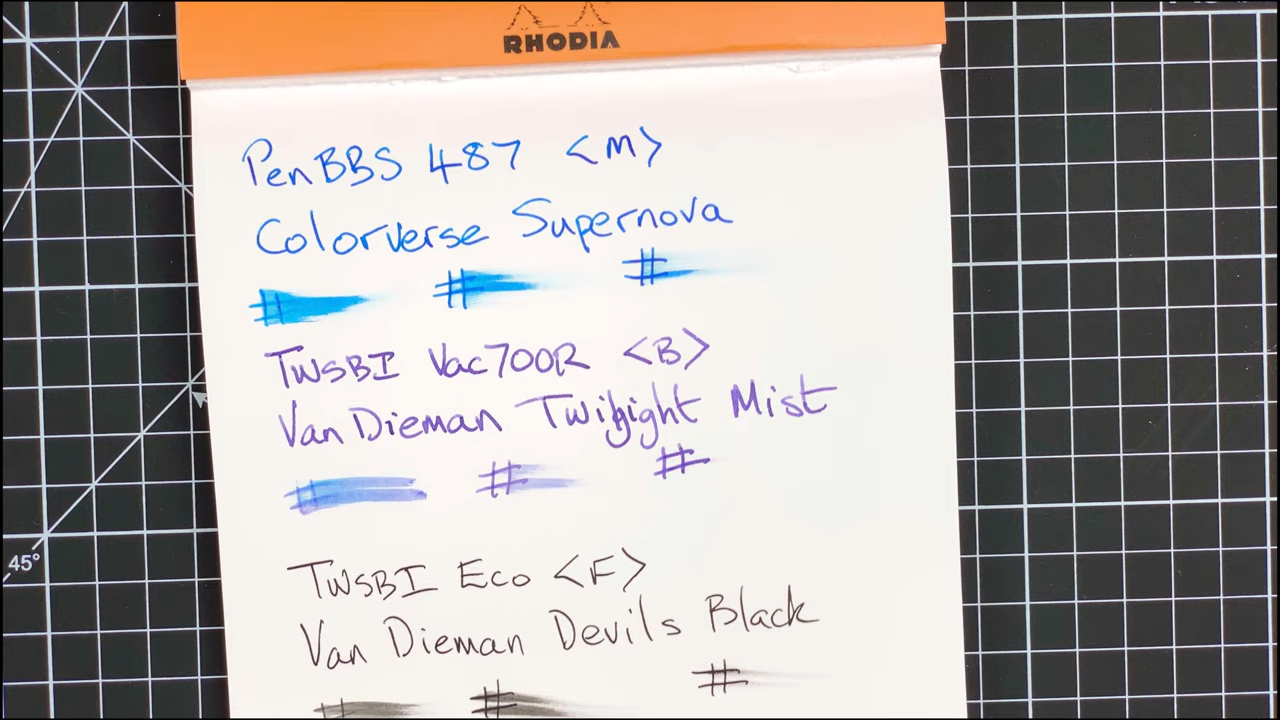 RHODIA
PenBBS 487 <M>
Colorverse Supernova
# # #
TWSBI Vac700R <B>
Van Dieman Twilight Mist
# # #
45°
TWSBI Eco <F>
Van Dieman Devils Black
# # #